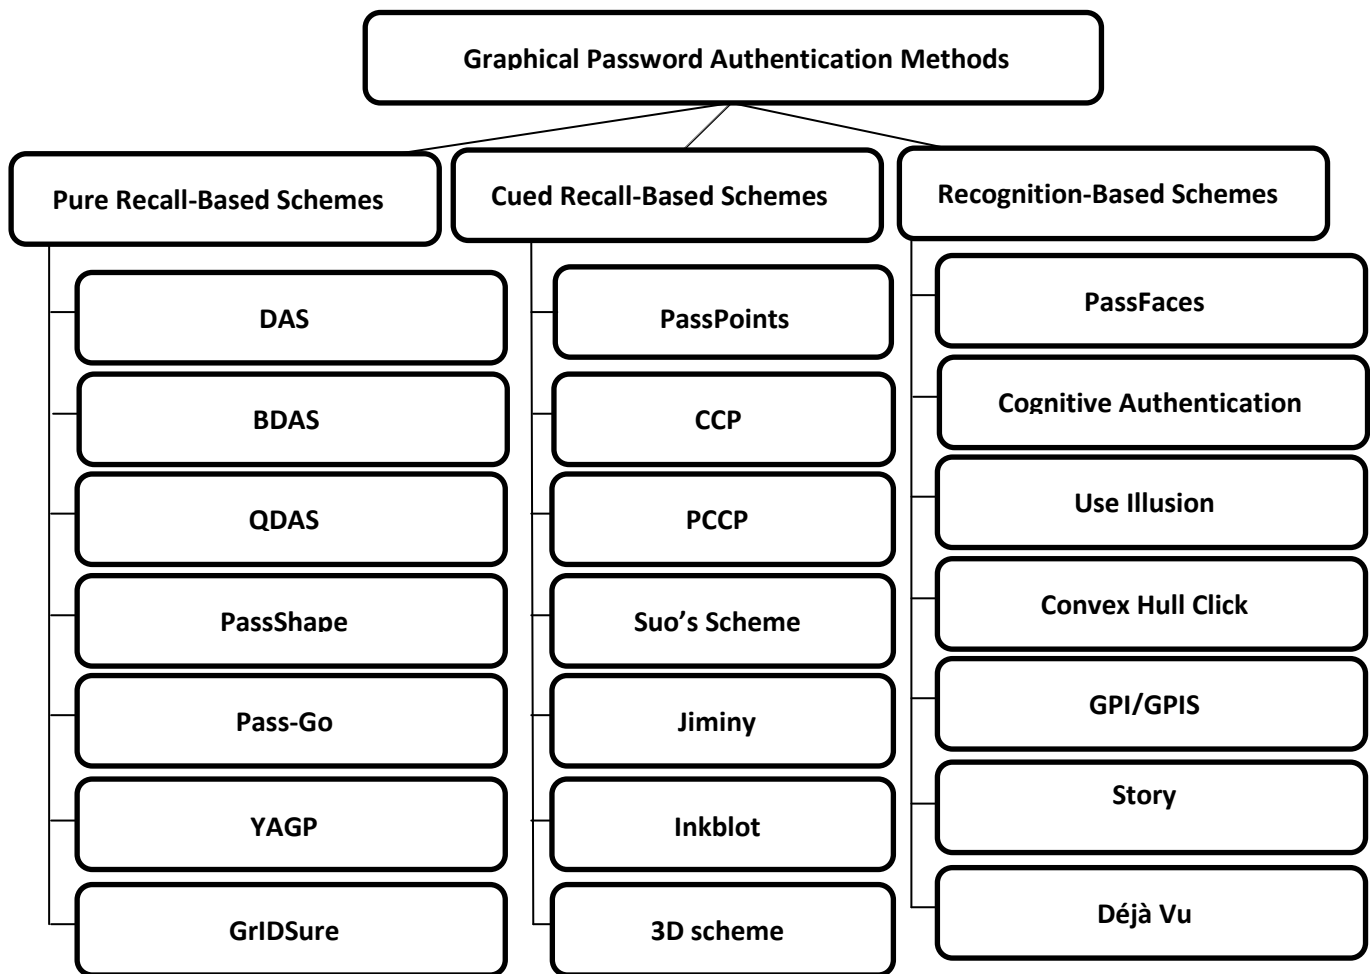 Graphical Password Authentication Methods
Pure Recall-Based Schemes
DAS
BDAS
QDAS
PassShape
Pass-Go
YAGP
GrIDSure
Cued Recall-Based Schemes
PassPoints
CCP
PCCP
Suo’s Scheme
Jiminy
Inkblot
3D scheme
Recognition-Based Schemes
PassFaces
Cognitive Authentication
Use Illusion
Convex Hull Click
GPI/GPIS
Story
Déjà Vu